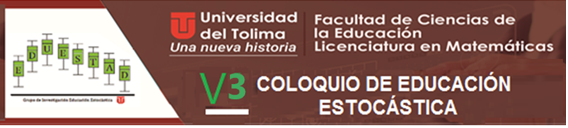 EDUESTAD
Grupo de Investigación Educación Estocástica
Universidad
del Tolima
Una nueva historia
Facultad de Ciencias de
la Educación
Licenciatura en Matemáticas
V3 COLOQUIO DE EDUCACIÓN
ESTOCÁSTICA